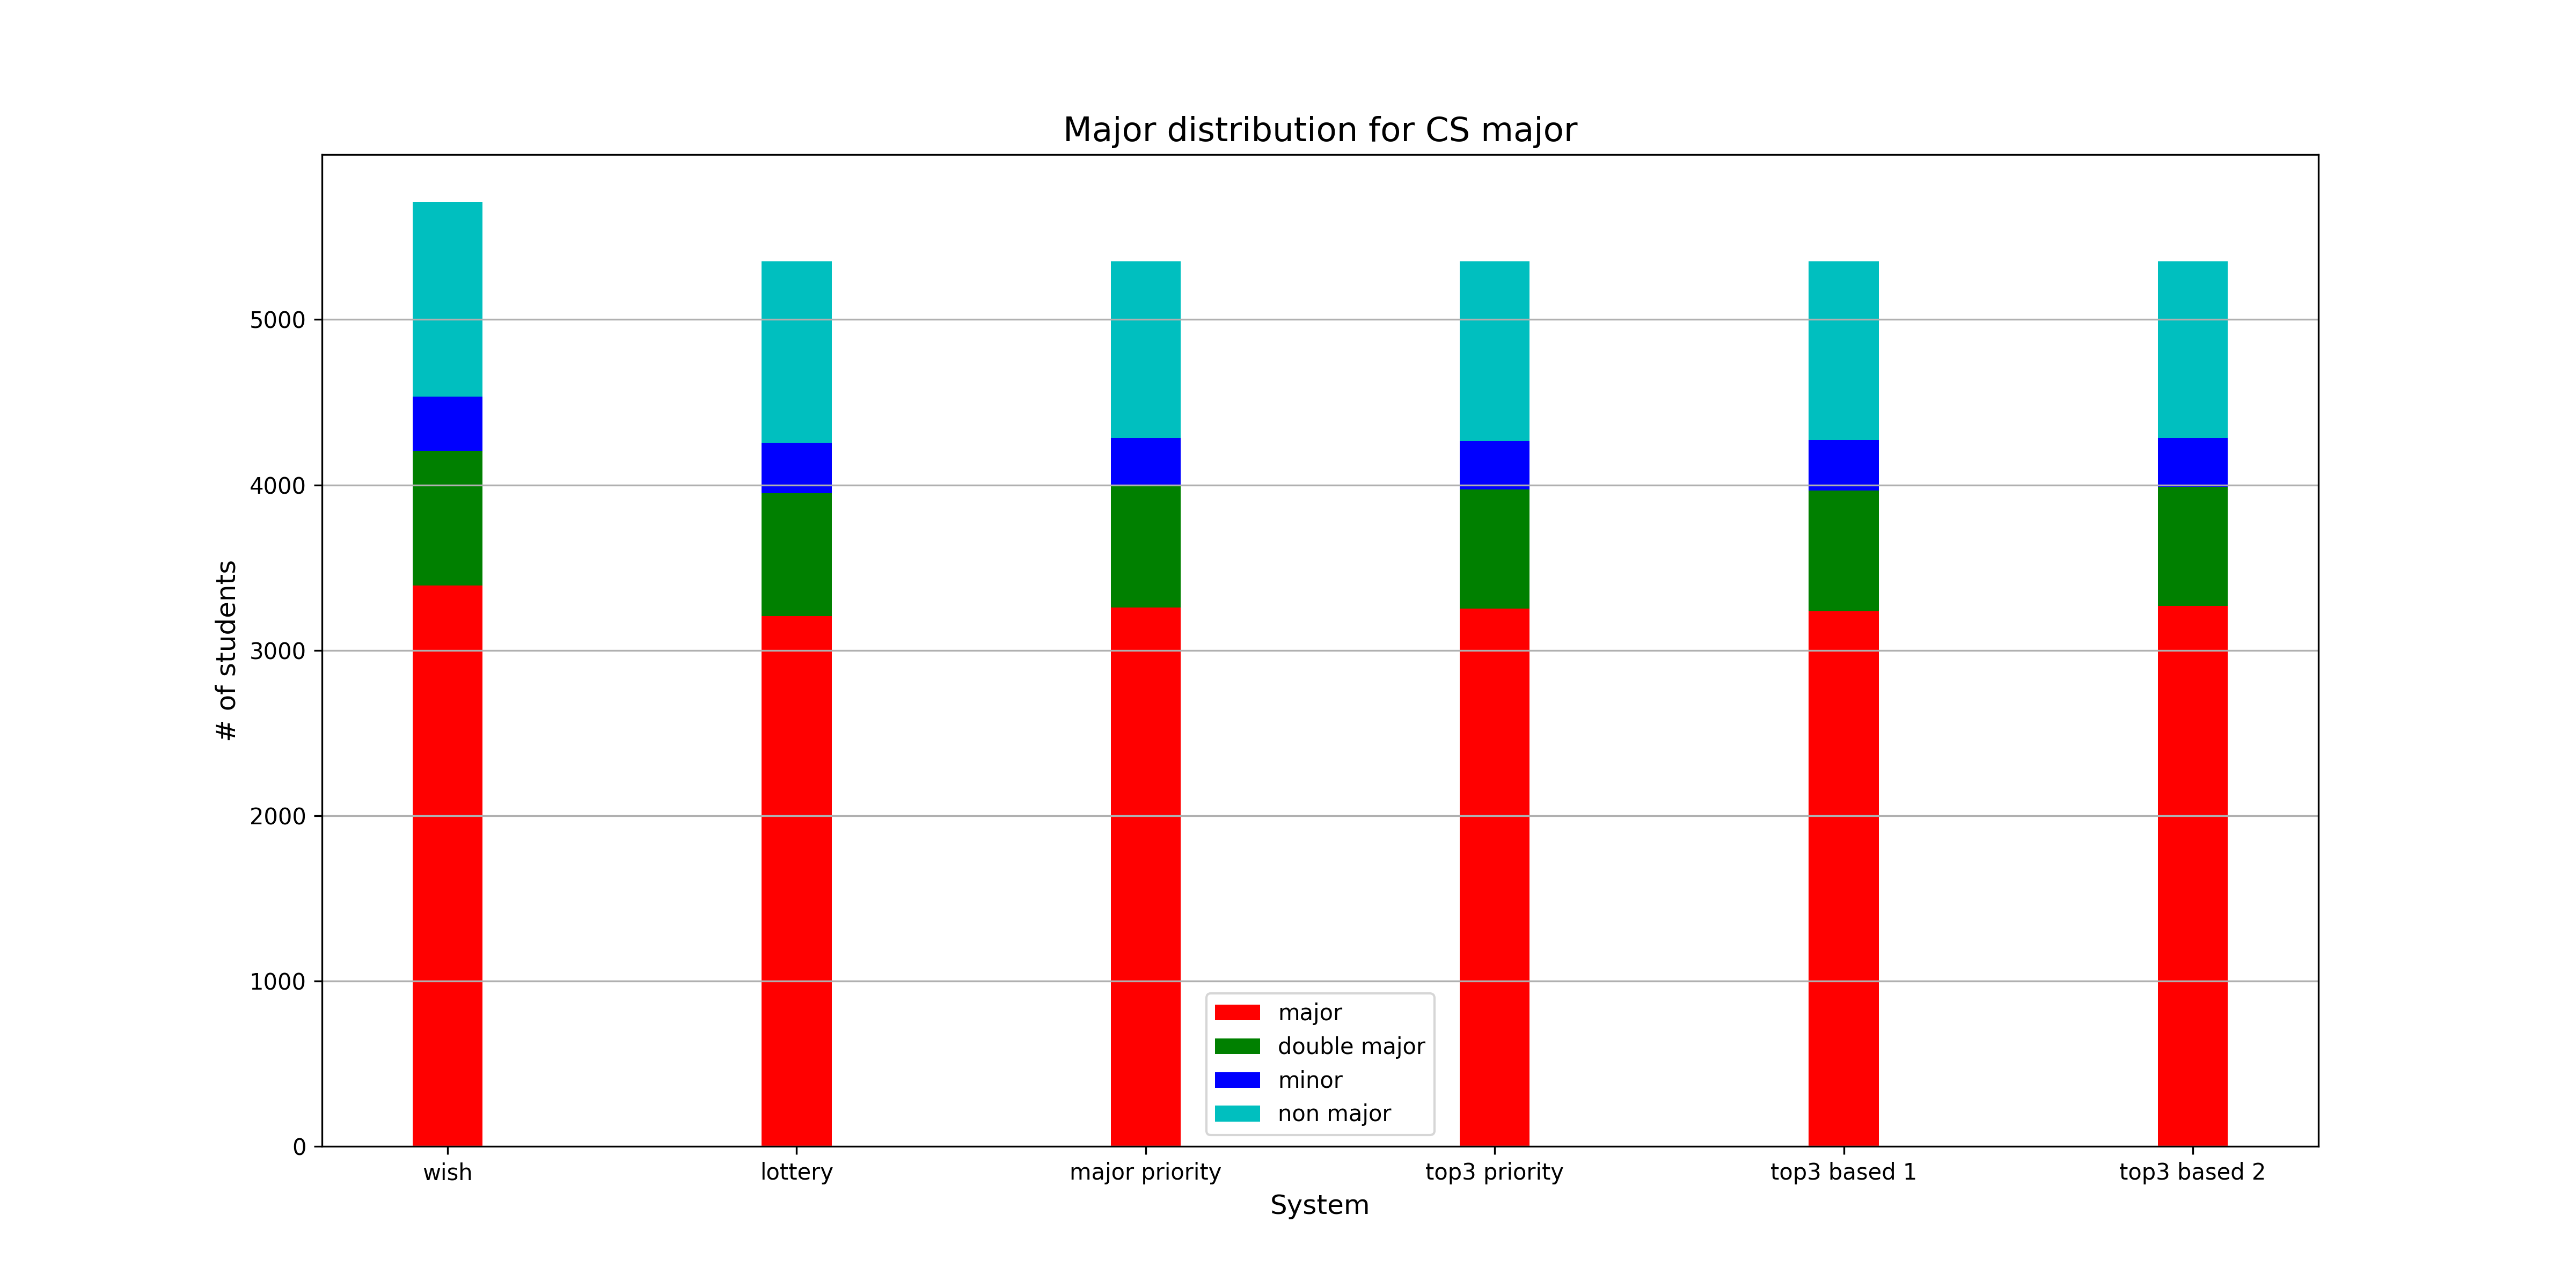 Major distribution for CS major
# of students
5000
4000
3000
2000
1000
0
major
double major
minor
non major
wish
lottery
major priority
top3 priority
top3 based 1
top3 based 2
System